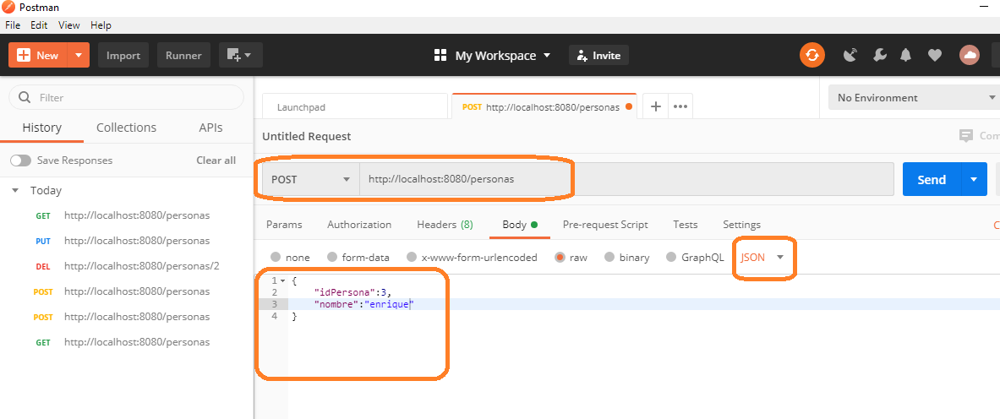 Postman
File Edit View Help
New Import Runner My Workspace Invite
Filter
History Collections APIs
Save Responses Clear all
Today
GET http://localhost:8080/personas
PUT http://localhost:8080/personas
DEL http://localhost:8080/personas/2
POST http://localhost:8080/personas
POST http://localhost:8080/personas
GET http://localhost:8080/personas
Launchpad POST http://localhost:8080/personas No Environment
Untitled Request Com
POST http://localhost:8080/personas Send
Params Authorization Headers (8) Body Pre-request Script Tests Settings C
none form-data x-www-form-urlencoded raw binary GraphQL JSON
1 {
2 "idPersona":3,
3 "nombre":"enrique"
4 }